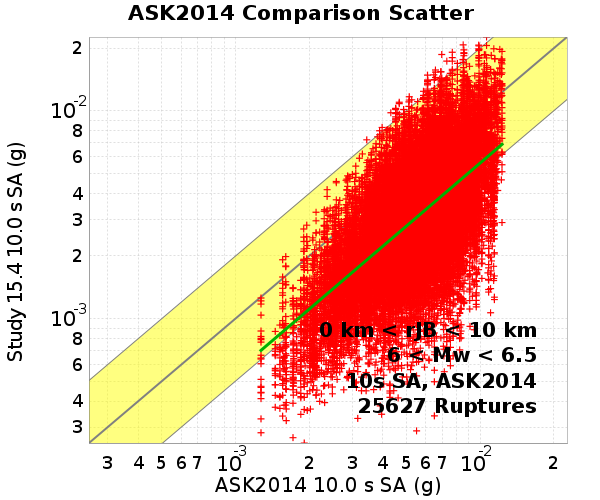 ASK2014 Comparison Scatter
Study 15.4 10.0 s SA (g)
2
10-2
8
6
4
3
2
10-3
8
6
4
3
0 km < rJB < 10 km
6 < Mw < 6.5
10s SA, ASK2014
25627 Ruptures
3 4 5 6 7 10-3 2 3 4 5 6 7 10-2 2
ASK2014 10.0 s SA (g)